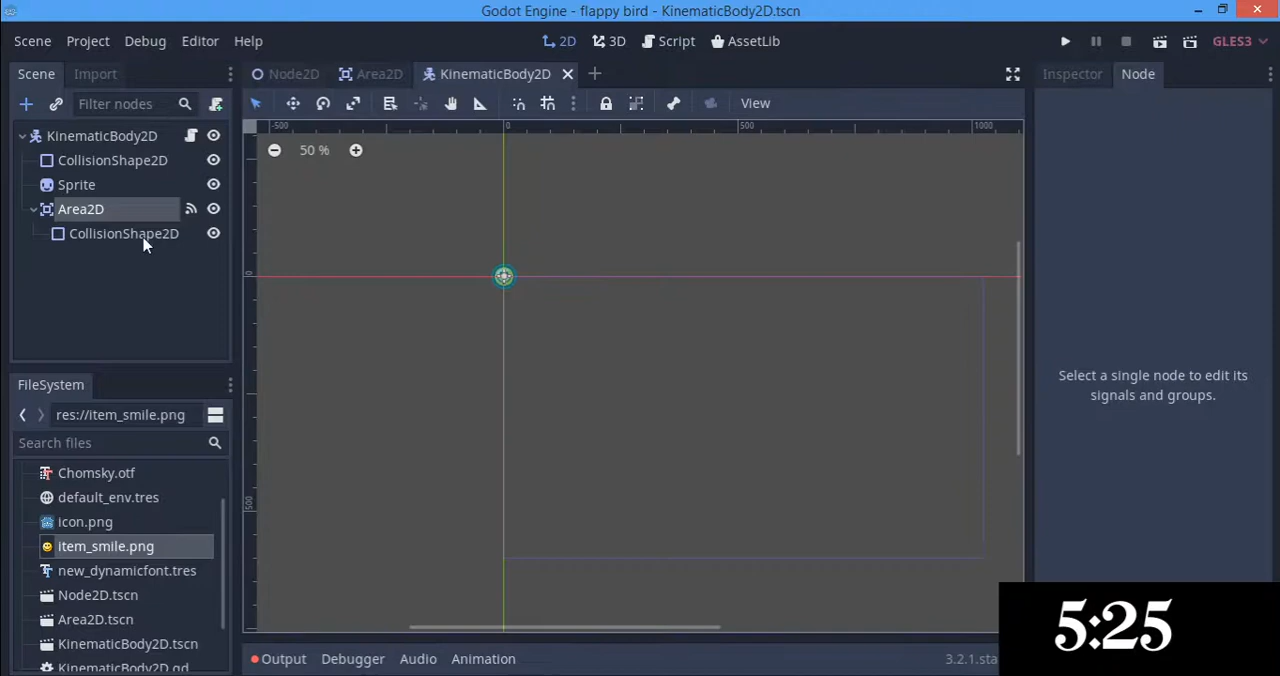 Godot Engine - flappy bird - KinematicBody2D.tscn
Scene Project Debug Editor Help
2D 3D Script AssetLib
GLES3
Scene Import
Node2D Area2D KinematicBody2D
Inspector Node
Filter nodes
View
-500 0 500 1000
50 %
KinematicBody2D
CollisionShape2D
Sprite
Area2D
CollisionShape2D
0
500
Select a single node to edit its
signals and groups.
FileSystem
res://item_smile.png
Search files
Chomsky.otf
default_env.tres
icon.png
item_smile.png
new_dynamicfont.tres
Node2D.tscn
Area2D.tscn
KinematicBody2D.tscn
KinematicBody2D.gd
Output Debugger Audio Animation
3.2.1.sta
5:25